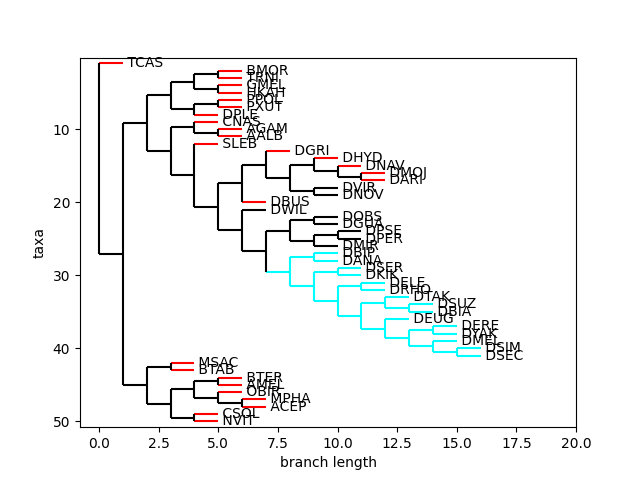 TCAS
BMOR
TRNI
GMEL
HKAH
PPOL
PXUT
DPLE
CNAS
AGAM
AALB
SLEB
DGRI
DHYD
DNAV
DMOJ
DARI
DVIR
DNOV
DBUS
DWIL
DOBS
DGUA
DPSE
DPER
DMIR
DBIP
DANA
DSER
DKIK
DELE
DRHO
DTAK
DSUZ
DBIA
DEUG
DERE
DYAK
DMEL
DSIM
DSEC
MSAC
BTAB
BTER
AMEL
OBIR
MPHA
ACEP
CSOL
NVIT
10
20
30
40
50
taxa
0.0 2.5 5.0 7.5 10.0 12.5 15.0 17.5 20.0
branch length